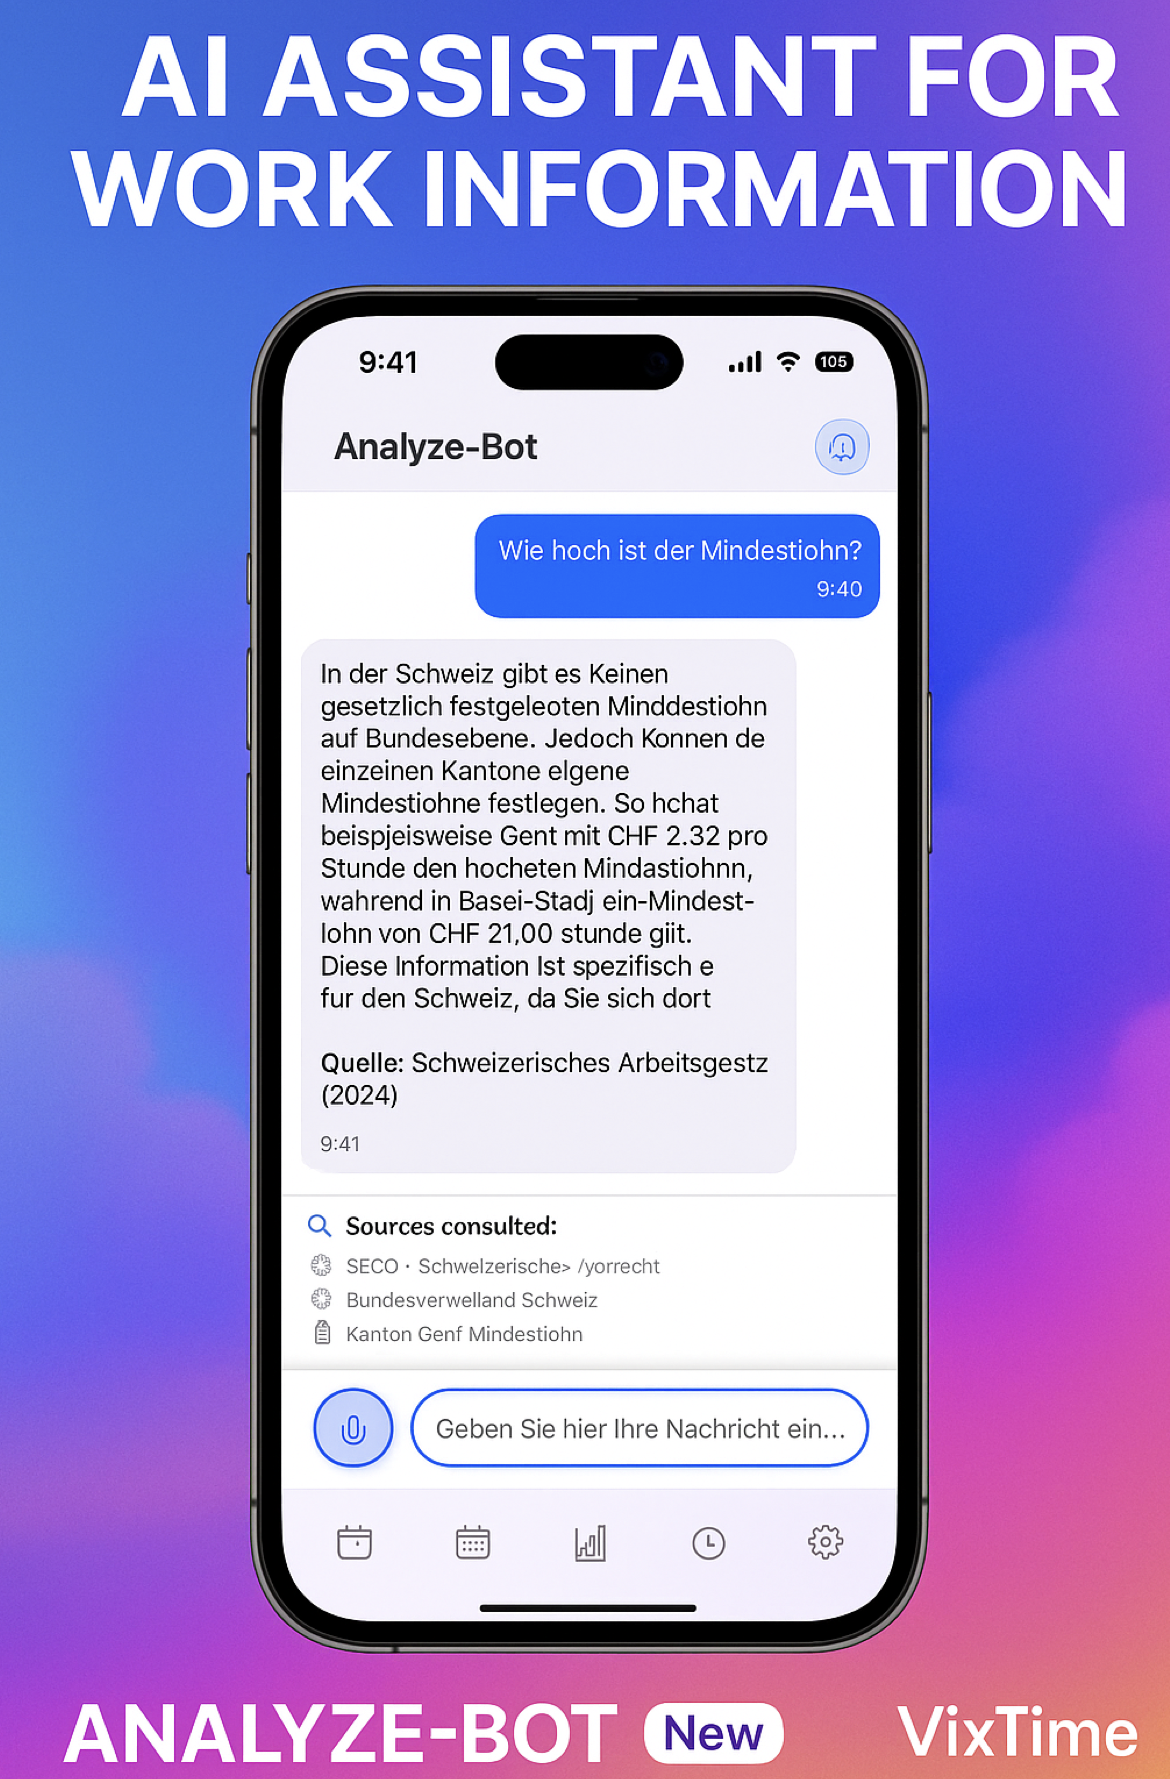 AI ASSISTANT FOR
WORK INFORMATION
9:41
105
Analyze-Bot
Wie hoch ist der Mindestiohn?
9:40
In der Schweiz gibt es Keinen
gesetzlich festgeleoten Minddestiohn
auf Bundesebene. Jedoch Konnen de
einzeinen Kantone elgene
Mindestiohne festlegen. So hchat
beispjeisweise Gent mit CHF 2.32 pro
Stunde den hocheten Mindastiohnn,
wahrend in Basei-Stadj ein-Mindest-
lohn von CHF 21,00 stunde giit.
Diese Information Ist spezifisch e
fur den Schweiz, da Sie sich dort
Quelle: Schweizerisches Arbeitsgestz
(2024)
9:41
Sources consulted:
SECO · Schwelzerische> /yorrecht
Bundesverwelland Schweiz
Kanton Genf Mindestiohn
Geben Sie hier Ihre Nachricht ein...
ANALYZE-BOT New VixTime